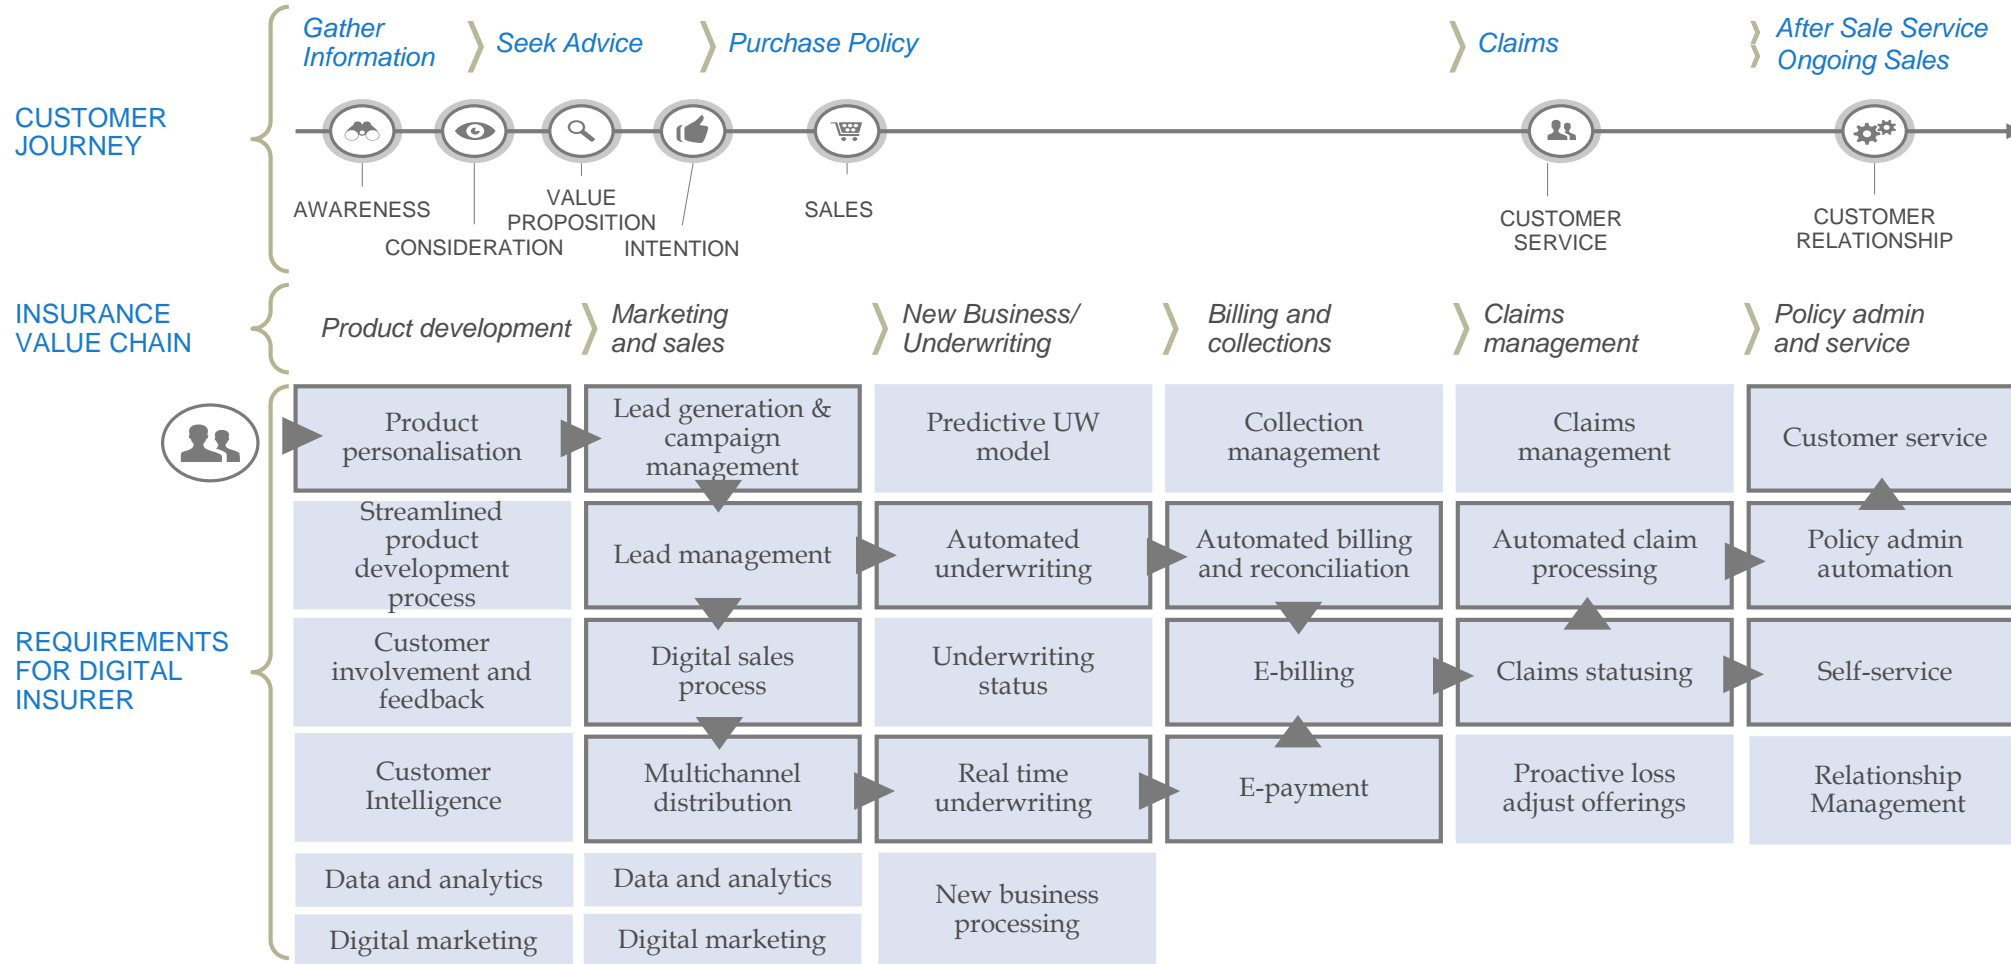 Gather
Information
Seek Advice
Purchase Policy
Claims
After Sale Service
Ongoing Sales
CUSTOMER
JOURNEY
AWARENESS
CONSIDERATION
VALUE
PROPOSITION
INTENTION
SALES
CUSTOMER
SERVICE
CUSTOMER
RELATIONSHIP
INSURANCE
VALUE CHAIN
Product development
Marketing
and sales
New Business/
Underwriting
Billing and
collections
Claims
management
Policy admin
and service
REQUIREMENTS
FOR DIGITAL
INSURER
Product
personalisation
Lead generation &
campaign
management
Predictive UW
model
Collection
management
Claims
management
Customer service
Streamlined
product
development
process
Lead management
Automated
underwriting
Automated billing
and reconciliation
Automated claim
processing
Policy admin
automation
Customer
involvement and
feedback
Digital sales
process
Underwriting
status
E-billing
Claims statusing
Self-service
Customer
Intelligence
Multichannel
distribution
Real time
underwriting
E-payment
Proactive loss
adjust offerings
Relationship
Management
Data and analytics
Data and analytics
New business
processing
Digital marketing
Digital marketing